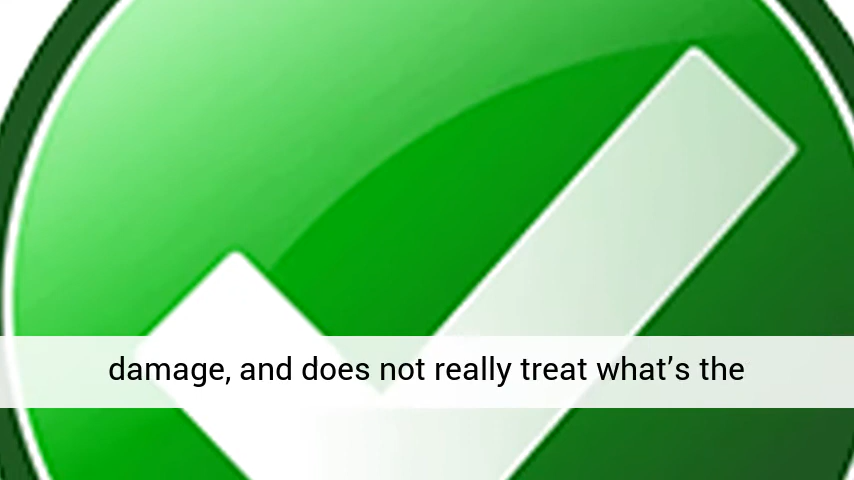 damage, and does not really treat what’s the